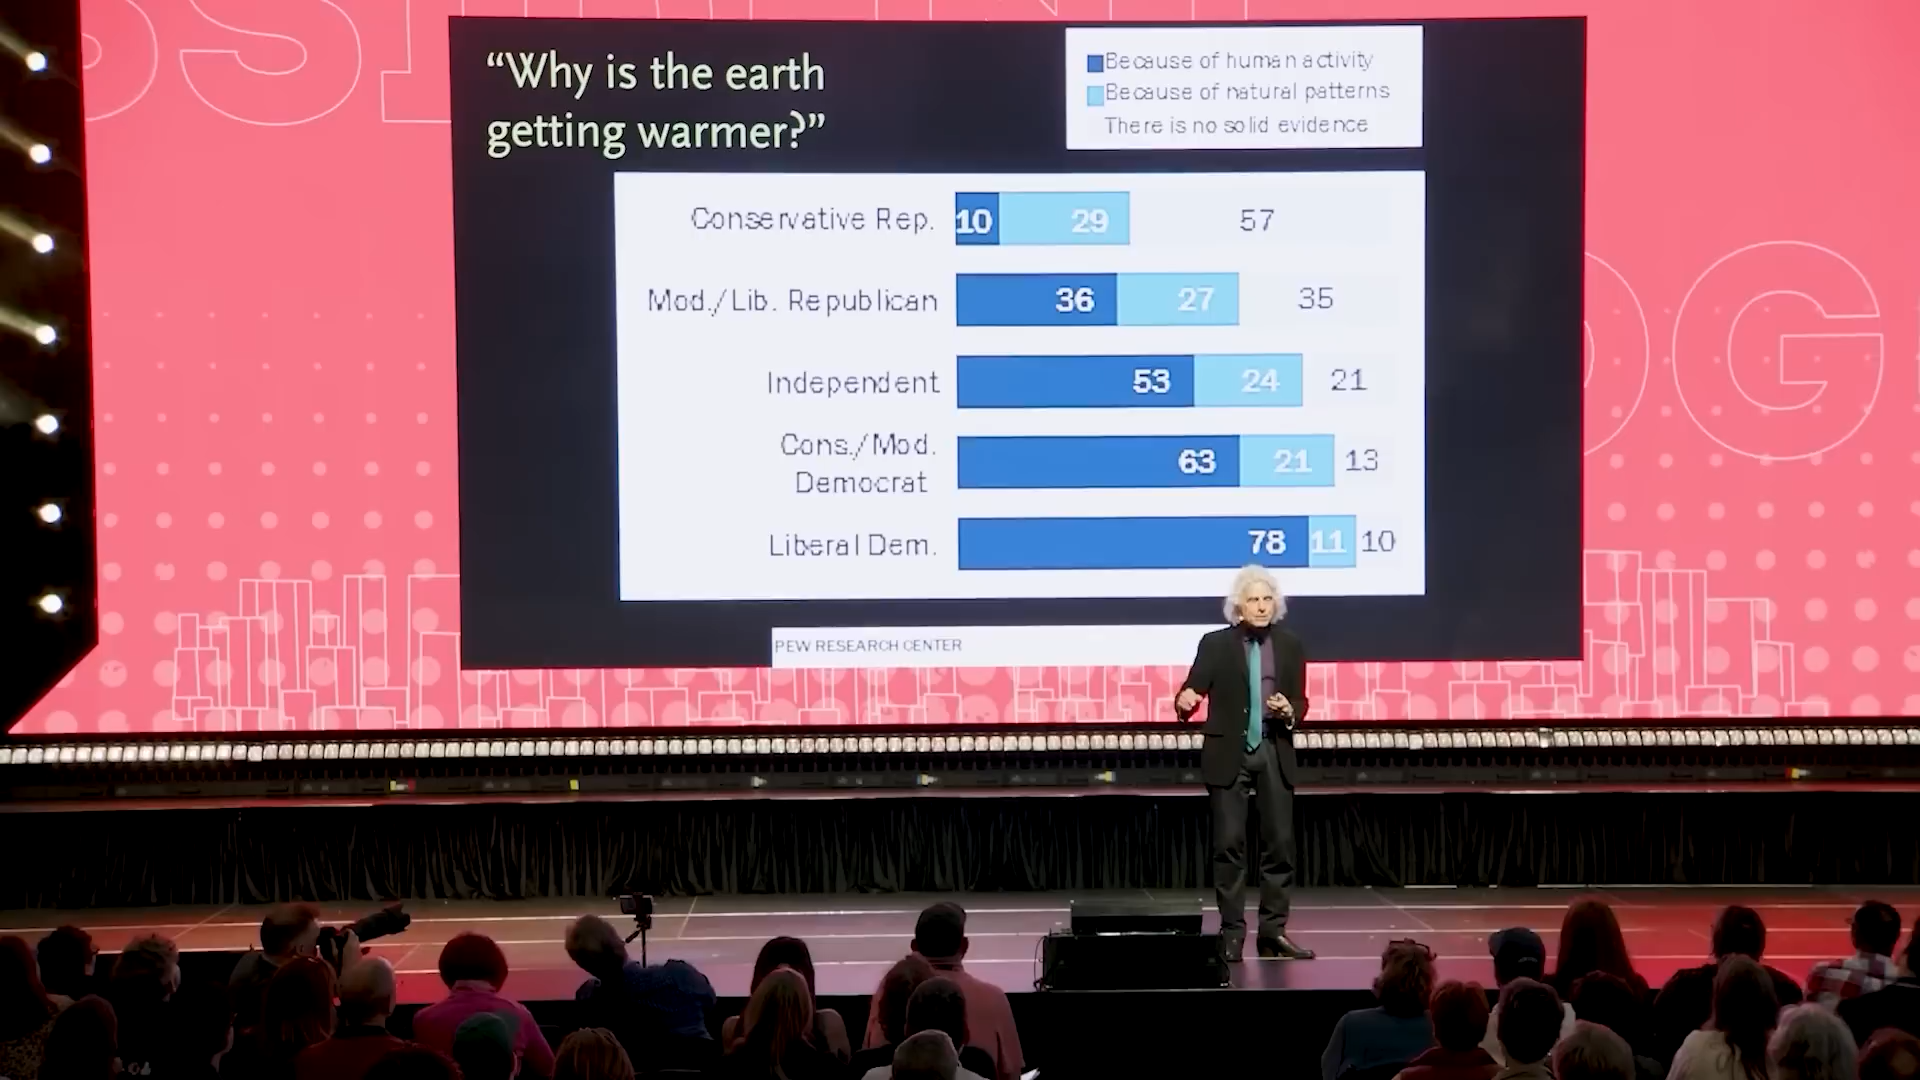 “Why is the earth
getting warmer?”
Because of human activity
Because of natural patterns
There is no solid evidence
Conservative Rep. 10 29 57
Mod./Lib. Republican 36 27 35
Independent 53 24 21
Cons./Mod.
Democrat 63 21 13
Liberal Dem. 78 11 10
PEW RESEARCH CENTER